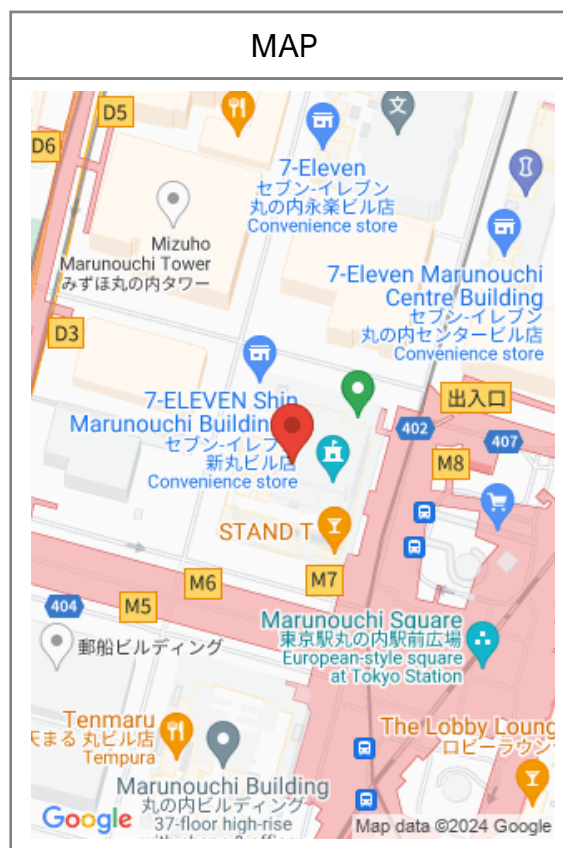 MAP
D5
D6
7-Eleven
セブン-イレブン
丸の内永楽ビル店
Convenience store
Mizuho
Marunouchi Tower
みずほ丸の内タワー
7-Eleven Marunouchi
Centre Building
セブン-イレブン
丸の内センタービル店
Convenience store
D3
7-ELEVEN Shin
Marunouchi Building
セブン-イレブ
新丸ビル店
Convenience store
出入口
402
407
M8
STAND T
M7
M6
M5
404
郵船ビルディング
Marunouchi Square
東京駅丸の内駅前広場
European-style square
at Tokyo Station
Tenmaru
天まる 丸ビル店
Tempura
The Lobby Loung
ロビーラウン
Marunouchi Building
丸の内ビルディング
37-floor high-rise
Google
Map data ©2024 Google
文